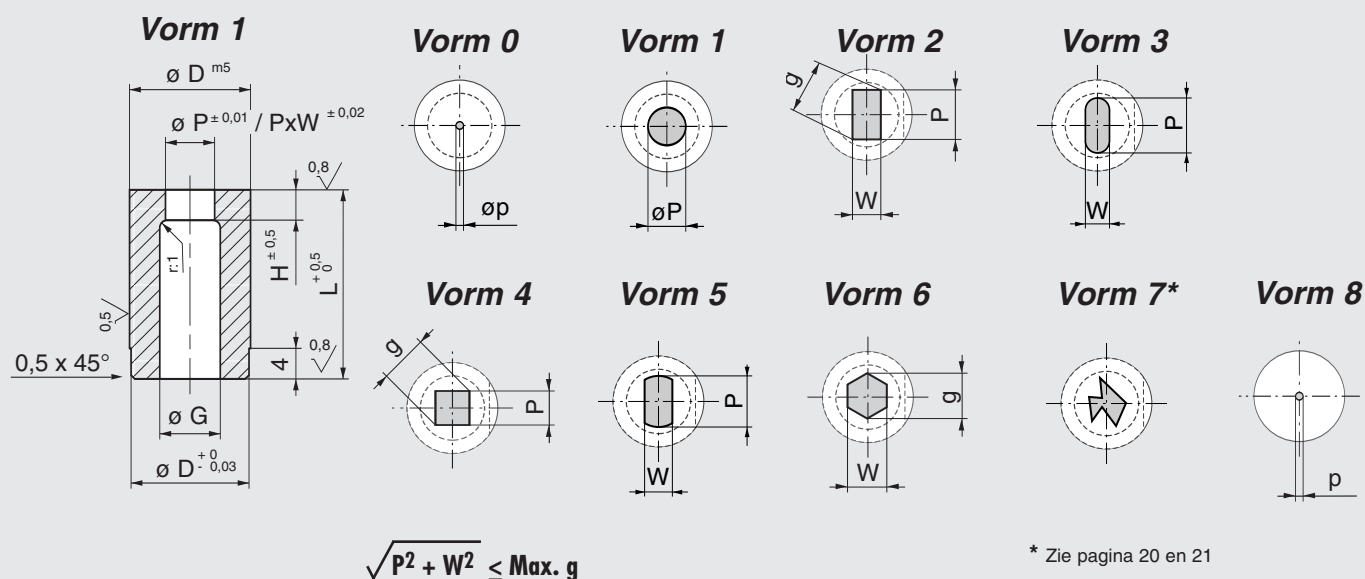 Vorm 1
ø D m5
ø P ± 0,01 / PxW ± 0,02
0,8
H ± 0,5
L + 0,5 0
r:1
0,5
4
0,8
0,5 x 45°
ø G
ø D + 0 - 0,03
Vorm 0
øp
Vorm 1
øP
Vorm 2
g
P
W
Vorm 3
P
W
Vorm 4
g
P
Vorm 5
P
W
Vorm 6
g
W
Vorm 7*
Vorm 8
p
√P² + W² ≤ Max. g
* Zie pagina 20 en 21